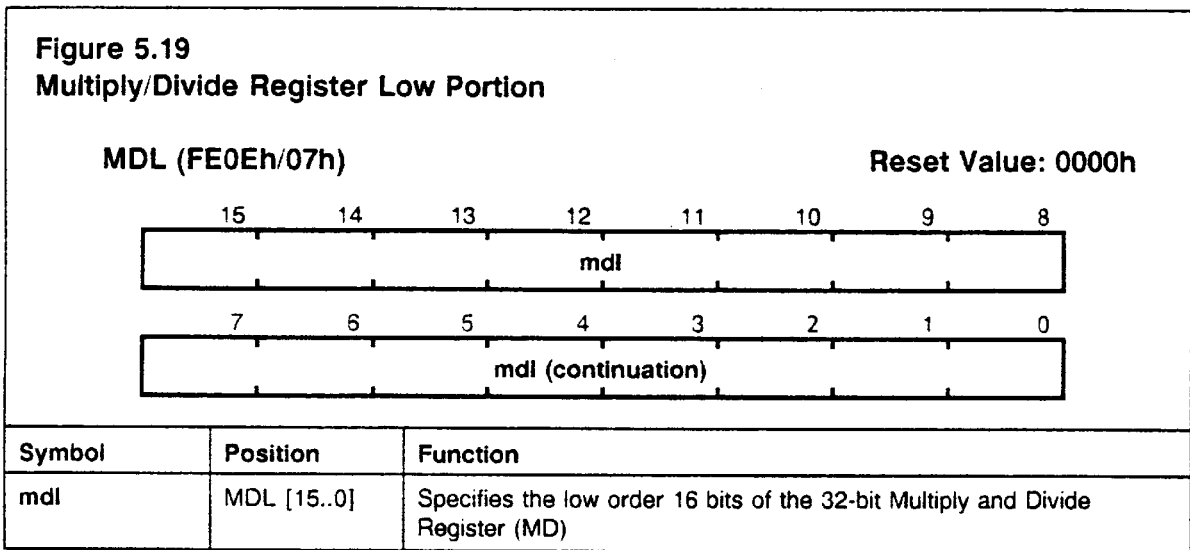 Figure 5.19
Multiply/Divide Register Low Portion
MDL (FE0Eh/07h) Reset Value: 0000h
15 14 13 12 11 10 9 8
mdl
7 6 5 4 3 2 1 0
mdl (continuation)
Symbol Position Function
mdl MDL [15..0] Specifies the low order 16 bits of the 32-bit Multiply and Divide
Register (MD)